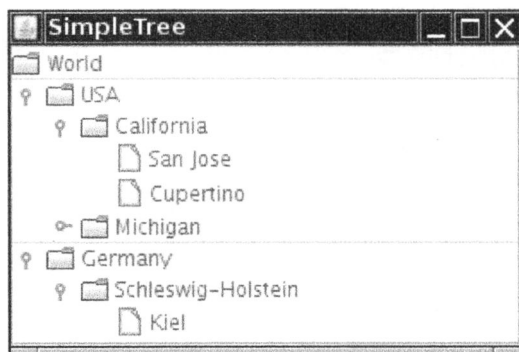 SimpleTree
World
USA
California
San Jose
Cupertino
Michigan
Germany
Schleswig-Holstein
Kiel